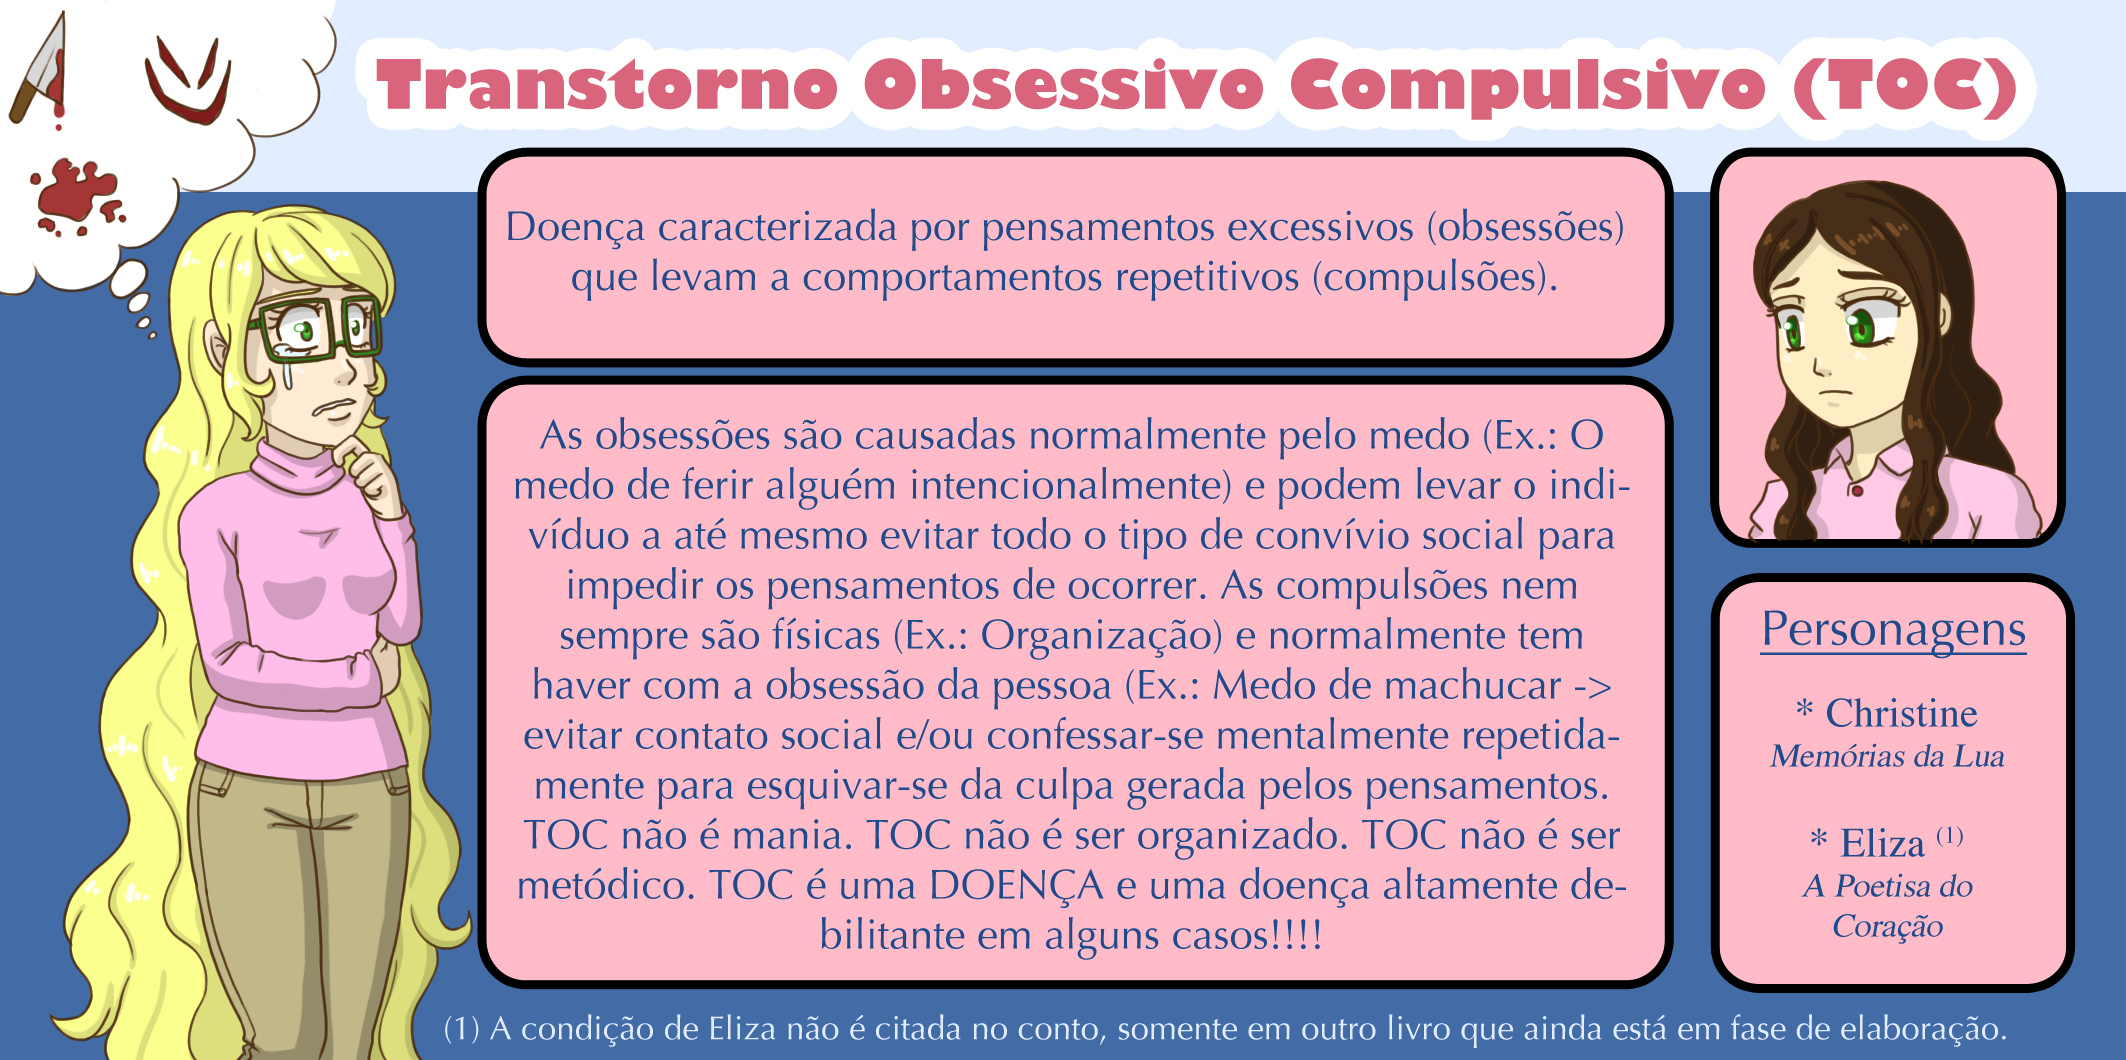 Transtorno Obsessivo Compulsivo (TOC)
Doença caracterizada por pensamentos excessivos (obsessões)
que levam a comportamentos repetitivos (compulsões).
As obsessões são causadas normalmente pelo medo (Ex.: O
medo de ferir alguém intencionalmente) e podem levar o indi-
víduo a até mesmo evitar todo o tipo de convívio social para
impedir os pensamentos de ocorrer. As compulsões nem
sempre são físicas (Ex.: Organização) e normalmente tem
haver com a obsessão da pessoa (Ex.: Medo de machucar ->
evitar contato social e/ou confessar-se mentalmente repetida-
mente para esquivar-se da culpa gerada pelos pensamentos.
TOC não é mania. TOC não é ser organizado. TOC não é ser
metódico. TOC é uma DOENÇA e uma doença altamente de-
bilitante em alguns casos!!!!
Personagens
* Christine
Memórias da Lua
* Eliza (1)
A Poetisa do
Coração
(1) A condição de Eliza não é citada no conto, somente em outro livro que ainda está em fase de elaboração.